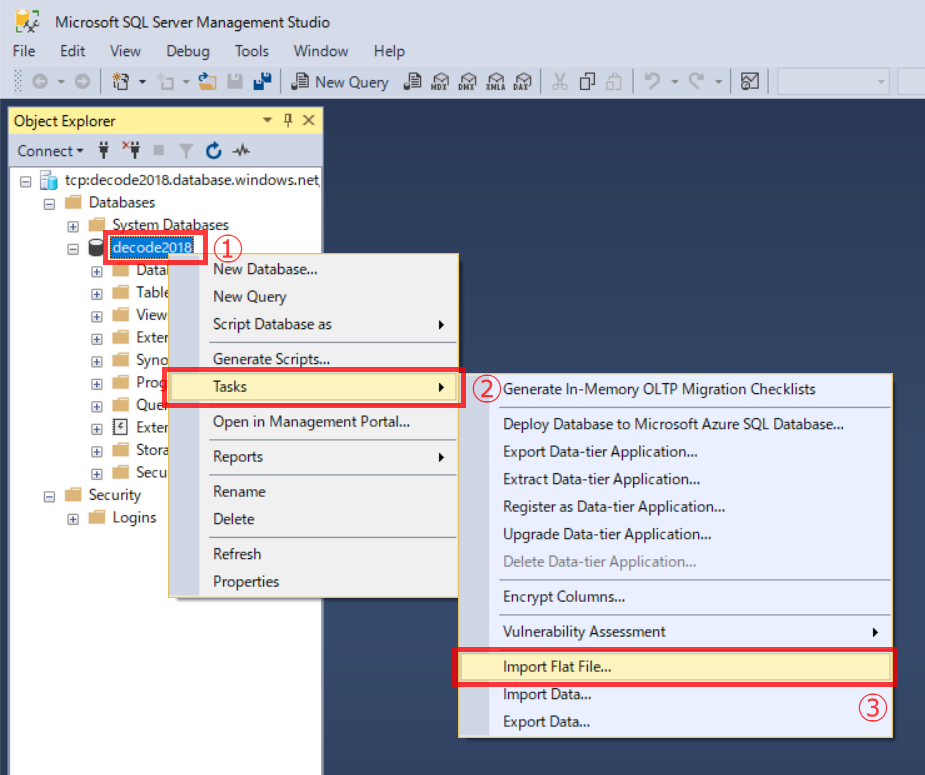 Microsoft SQL Server Management Studio
File Edit View Debug Tools Window Help
New Query MDX DMX XMLA DAX
Object Explorer
Connect
tcp:decode2018.database.windows.net,
Databases
System Databases
decode2018 ①
Datab
Table
View
Exter
Syno
Prog
Quer
Exter
Stora
Secu
Security
Logins
New Database...
New Query
Script Database as
Generate Scripts...
Tasks ②
Open in Management Portal...
Reports
Rename
Delete
Refresh
Properties
Generate In-Memory OLTP Migration Checklists
Deploy Database to Microsoft Azure SQL Database...
Export Data-tier Application...
Extract Data-tier Application...
Register as Data-tier Application...
Upgrade Data-tier Application...
Delete Data-tier Application...
Encrypt Columns...
Vulnerability Assessment
Import Flat File...
Import Data...
③
Export Data...